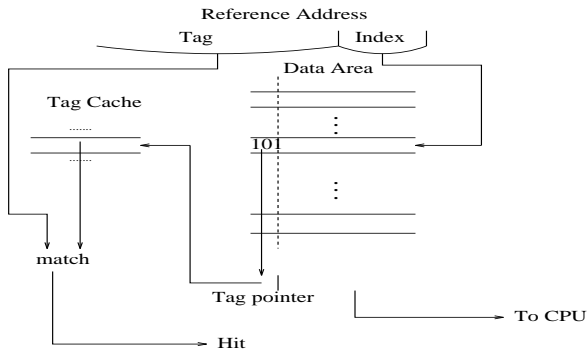 Reference Address
Tag
Index
Data Area
Tag Cache
.......
101
.......
match
Tag pointer
To CPU
Hit